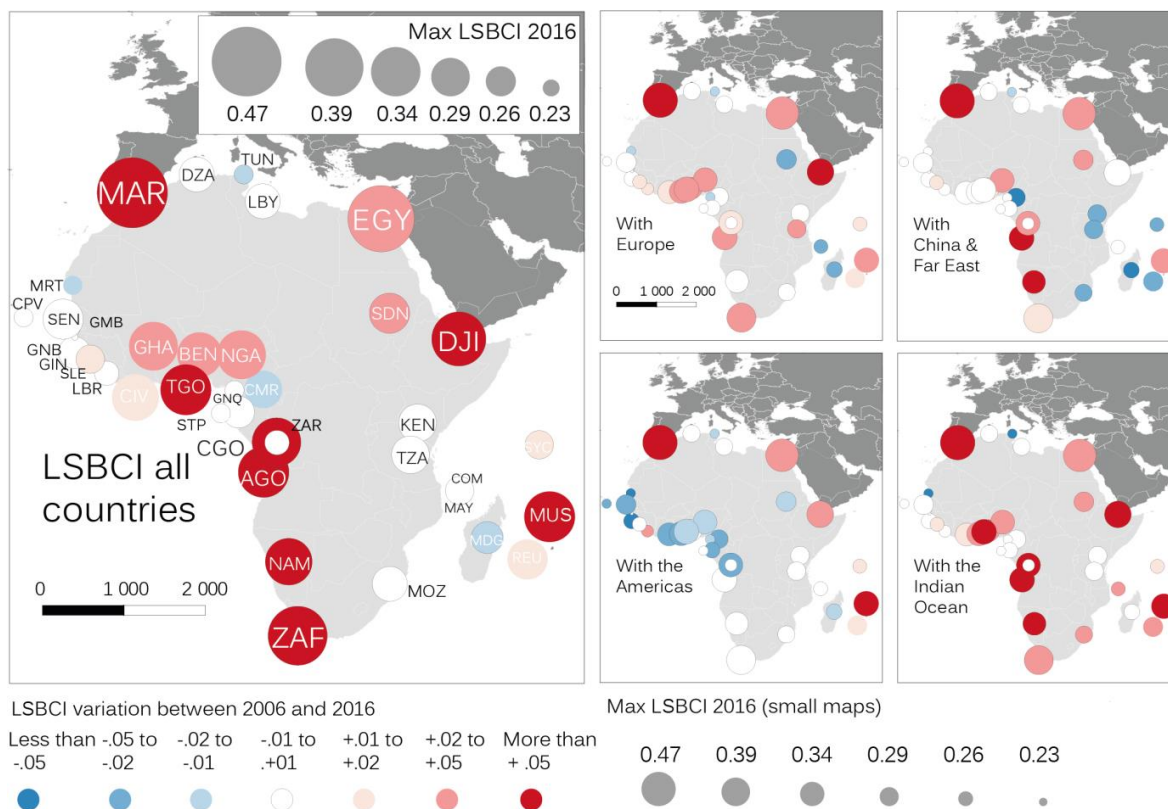 Max LSBCI 2016
0.47 0.39 0.34 0.29 0.26 0.23
MAR
DZA
TUN
LBY
EGY
MRT
CPV
SEN
GMB
GNB
GIN
SLE
LBR
GHA
BEN
NGA
SDN
DJI
CIV
TGO
GNQ
CMR
STP
CGO
ZAR
KEN
AGO
TZA
SYC
COM
MAY
MUS
MDG
REU
NAM
MOZ
ZAF
LSBCI all
countries
0 1 000 2 000
With
Europe
0 1 000 2 000
With
China &
Far East
With the
Americas
With the
Indian
Ocean
LSBCI variation between 2006 and 2016
Less than -.05 to -.02 to -.01 to +.01 to +.02 to More than
-.05 -.02 -.01 .+01 +.02 +.05 + .05
Max LSBCI 2016 (small maps)
0.47 0.39 0.34 0.29 0.26 0.23